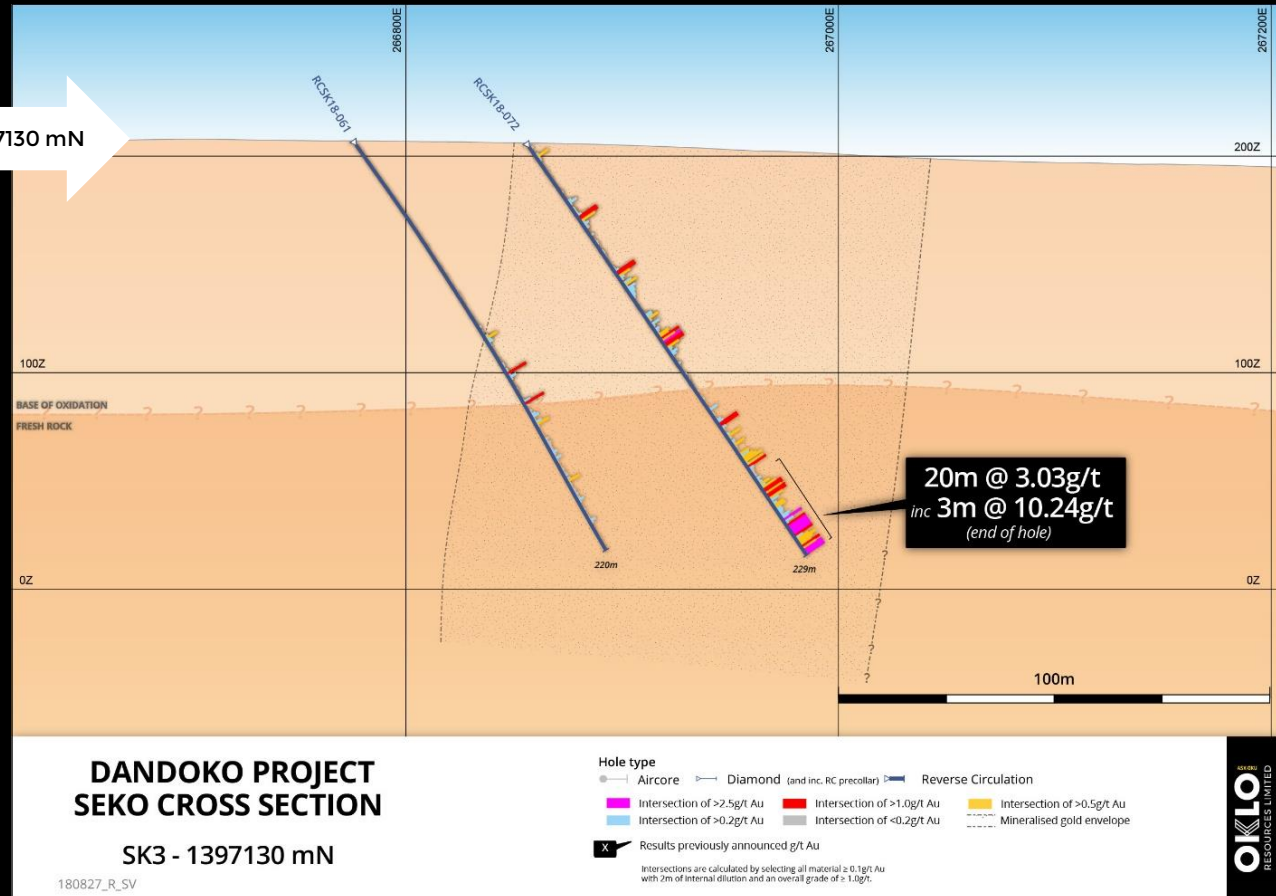 266800E
267000E
267200E
7130 mN
RCSK18-061
RCSK18-072
200Z
100Z
100Z
BASE OF OXIDATION
FRESH ROCK
? ? ? ? ? ? ? ? ? ? ? ? ? ? ? ? ?
20m @ 3.03g/t
inc 3m @ 10.24g/t
(end of hole)
220m
229m
?
0Z
0Z
?
?
?
100m
DANDOKO PROJECT
SEKO CROSS SECTION
SK3 - 1397130 mN
180827_R_SV
Hole type
Aircore Diamond (and inc. RC precollar) Reverse Circulation
Intersection of >2.5g/t Au Intersection of >1.0g/t Au Intersection of >0.5g/t Au
Intersection of >0.2g/t Au Intersection of <0.2g/t Au Mineralised gold envelope
X Results previously announced g/t Au
Intersections are calculated by selecting all material ≥ 0.1g/t Au
with 2m of internal dilution and an overall grade of ≥ 1.0g/t.
OKLO
RESOURCES LIMITED